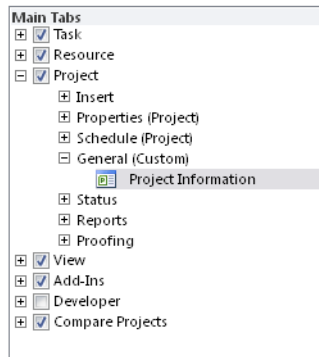 Main Tabs
Task
Resource
Project
Insert
Properties (Project)
Schedule (Project)
General (Custom)
Project Information
Status
Reports
Proofing
View
Add-Ins
Developer
Compare Projects